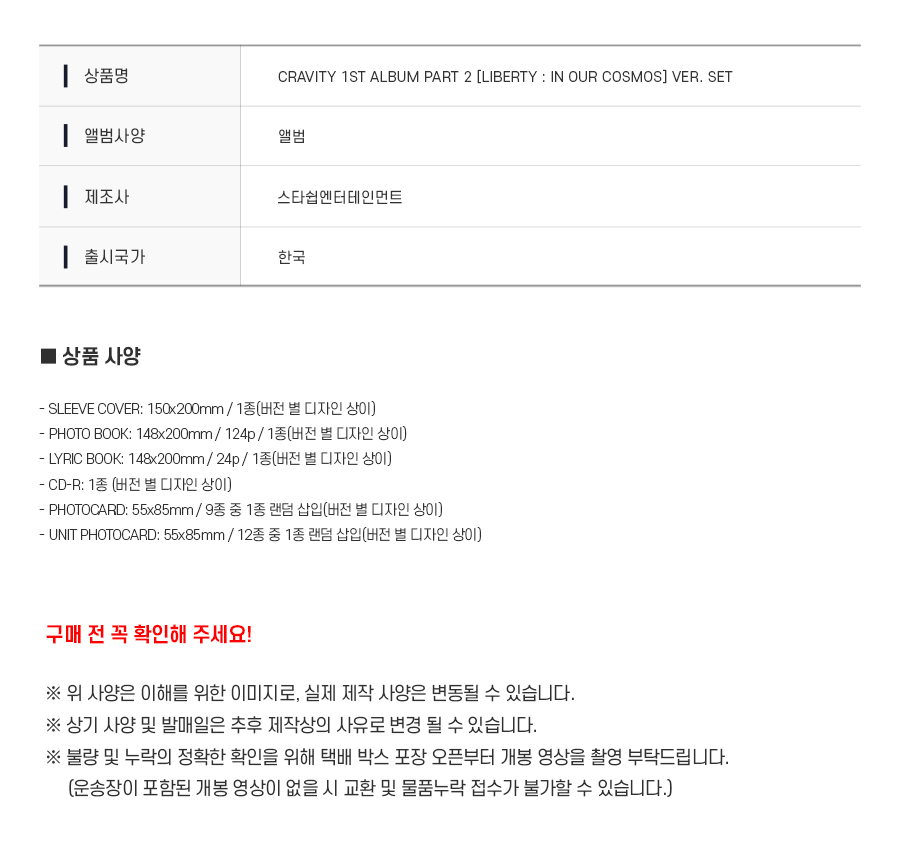 상품명 CRAVITY 1ST ALBUM PART 2 [LIBERTY : IN OUR COSMOS] VER. SET
앨범사양 앨범
제조사 스타쉽엔터테인먼트
출시국가 한국
■ 상품 사양
- SLEEVE COVER: 150x200mm / 1종(버전 별 디자인 상이)
- PHOTO BOOK: 148x200mm / 124p / 1종(버전 별 디자인 상이)
- LYRIC BOOK: 148x200mm / 24p / 1종(버전 별 디자인 상이)
- CD-R: 1종 (버전 별 디자인 상이)
- PHOTOCARD: 55x85mm / 9종 중 1종 랜덤 삽입(버전 별 디자인 상이)
- UNIT PHOTOCARD: 55x85mm / 12종 중 1종 랜덤 삽입(버전 별 디자인 상이)
구매 전 꼭 확인해 주세요!
※ 위 사양은 이해를 위한 이미지로, 실제 제작 사양은 변동될 수 있습니다.
※ 상기 사양 및 발매일은 추후 제작상의 사유로 변경 될 수 있습니다.
※ 불량 및 누락의 정확한 확인을 위해 택배 박스 포장 오픈부터 개봉 영상을 촬영 부탁드립니다.
(운송장이 포함된 개봉 영상이 없을 시 교환 및 물품누락 접수가 불가할 수 있습니다.)